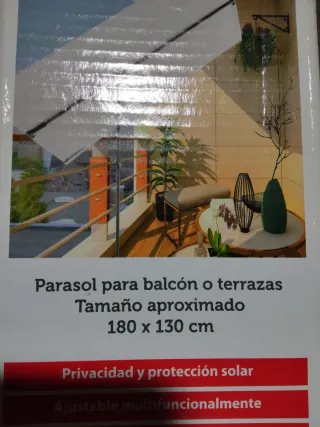 Parasol para balcón o terrazas
Tamaño aproximado
180 x 130 cm
Privacidad y protección solar
Ajustable multifuncionalmente